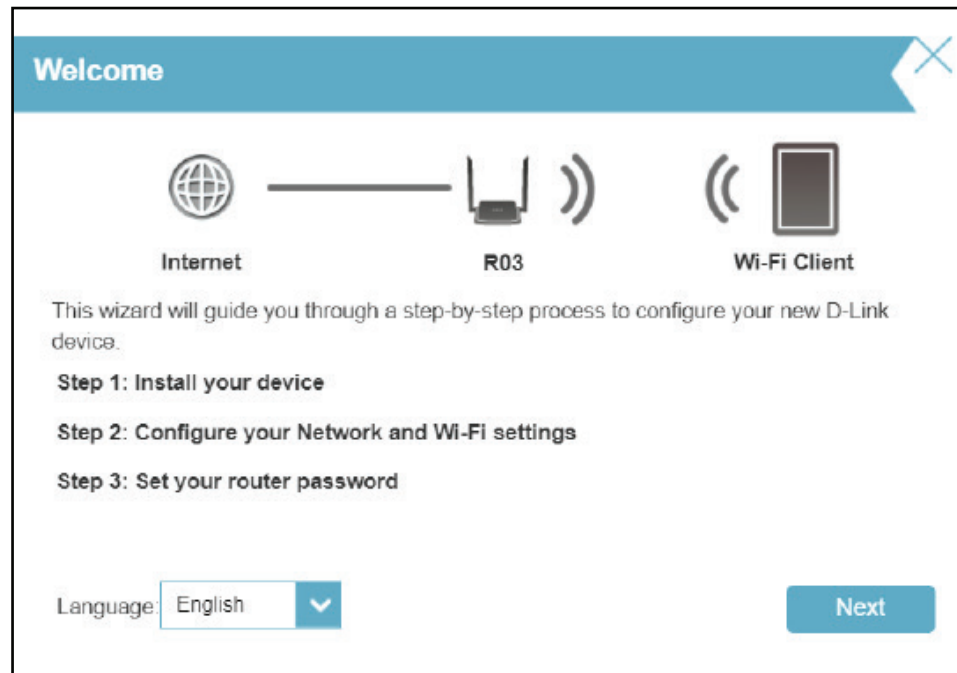 Welcome
Internet
R03
Wi-Fi Client
This wizard will guide you through a step-by-step process to configure your new D-Link
device.
Step 1: Install your device
Step 2: Configure your Network and Wi-Fi settings
Step 3: Set your router password
Language: English
Next